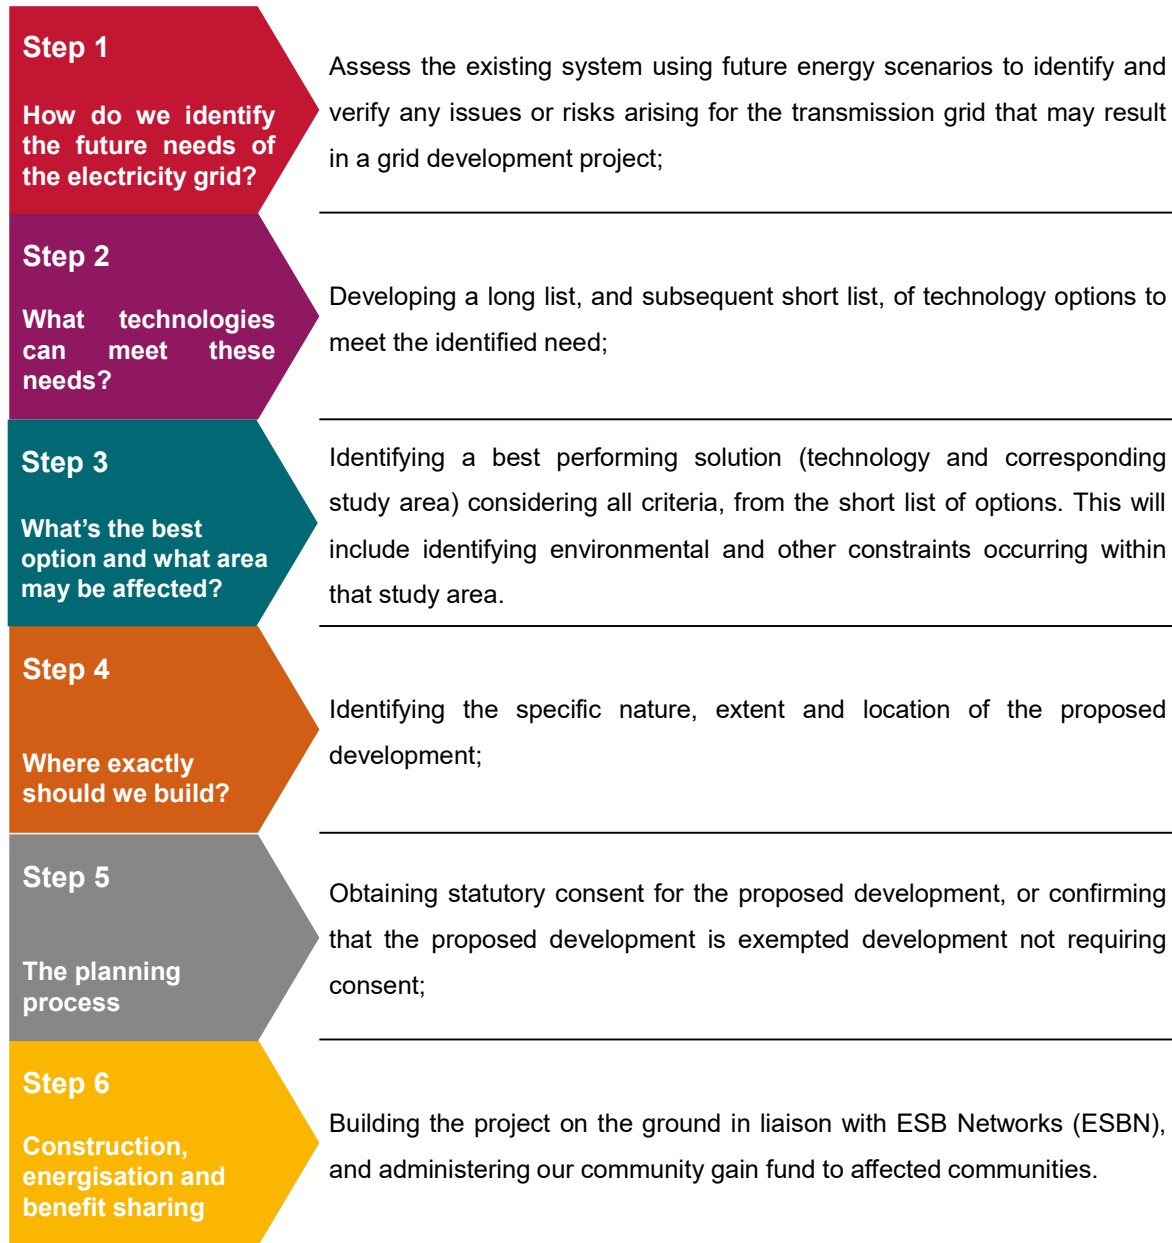 Step 1
How do we identify
the future needs of
the electricity grid?
Assess the existing system using future energy scenarios to identify and
verify any issues or risks arising for the transmission grid that may result
in a grid development project;
Step 2
What technologies
can meet these
needs?
Developing a long list, and subsequent short list, of technology options to
meet the identified need;
Step 3
What’s the best
option and what area
may be affected?
Identifying a best performing solution (technology and corresponding
study area) considering all criteria, from the short list of options. This will
include identifying environmental and other constraints occurring within
that study area.
Step 4
Where exactly
should we build?
Identifying the specific nature, extent and location of the proposed
development;
Step 5
The planning
process
Obtaining statutory consent for the proposed development, or confirming
that the proposed development is exempted development not requiring
consent;
Step 6
Construction,
energisation and
benefit sharing
Building the project on the ground in liaison with ESB Networks (ESBN),
and administering our community gain fund to affected communities.